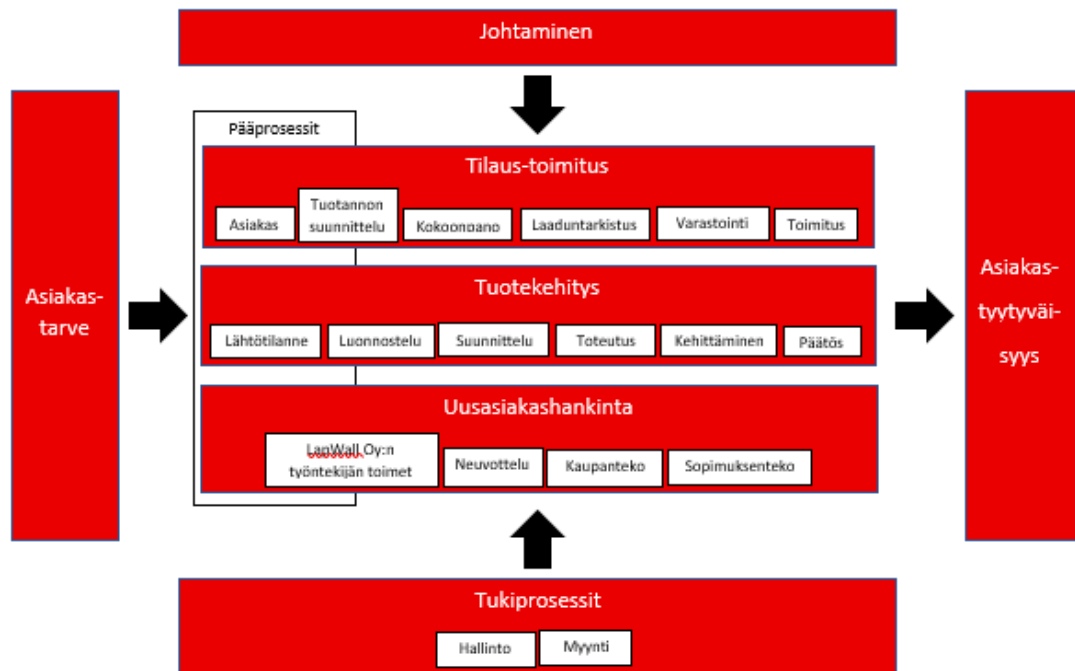 Johtaminen
Pääprosessit
Tilaus-toimitus
Asiakas
Tuotannon
suunnittelu
Kokoonpano
Laaduntarkistus
Varastointi
Toimitus
Asiakas-
tarve
Tuotekehitys
Lähtötilanne
Luonnostelu
Suunnittelu
Toteutus
Kehittäminen
Päätös
Asiakas-
tyytyväi-
syys
Uusasiakashankinta
LapWall Oy:n
työntekijän toimet
Neuvottelu
Kaupanteko
Sopimuksenteko
Tukiprosessit
Hallinto
Myynti